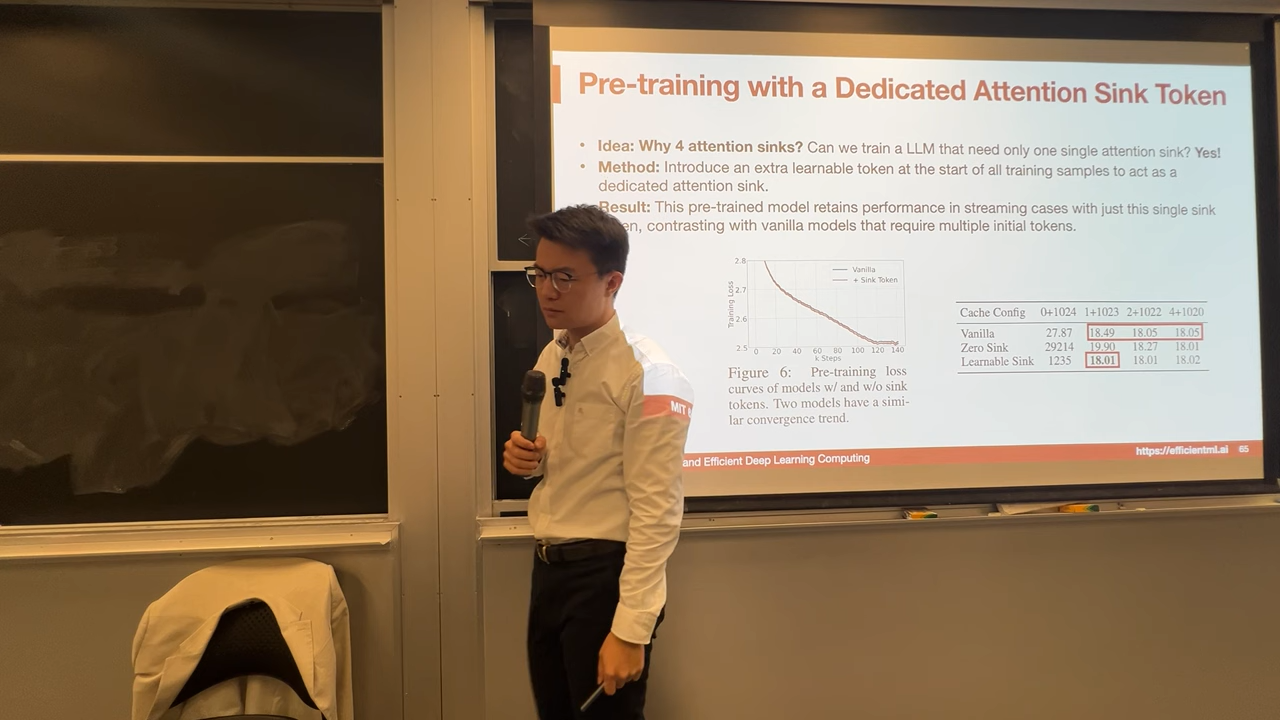 Pre-training with a Dedicated Attention Sink Token
• Idea: Why 4 attention sinks? Can we train a LLM that need only one single attention sink? Yes!
• Method: Introduce an extra learnable token at the start of all training samples to act as a
dedicated attention sink.
Result: This pre-trained model retains performance in streaming cases with just this single sink
en, contrasting with vanilla models that require multiple initial tokens.
2.8
2.7
2.6
2.5
Training Loss
Vanilla
+ Sink Token
0 20 40 60 80 100 120 140
k Steps
Figure 6: Pre-training loss
curves of models w/ and w/o sink
tokens. Two models have a simi-
lar convergence trend.
Cache Config 0+1024 1+1023 2+1022 4+1020
Vanilla 27.87 18.49 18.05 18.05
Zero Sink 29214 19.90 18.27 18.01
Learnable Sink 1235 18.01 18.01 18.02
MIT
and Efficient Deep Learning Computing
https://efficientml.ai 65